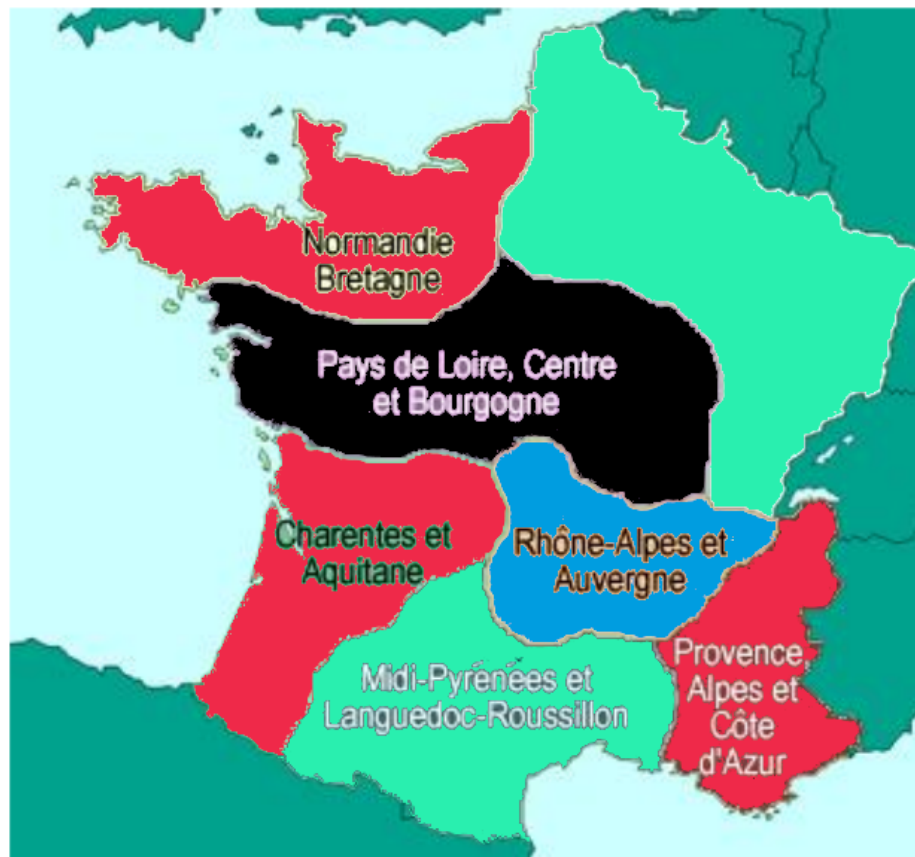 Normandie
Bretagne
Pays de Loire, Centre
et Bourgogne
Charentes et
Aquitane
Rhône-Alpes et
Auvergne
Midi-Pyrénées et
Languedoc-Roussillon
Provence,
Alpes et
Côte
d'Azur